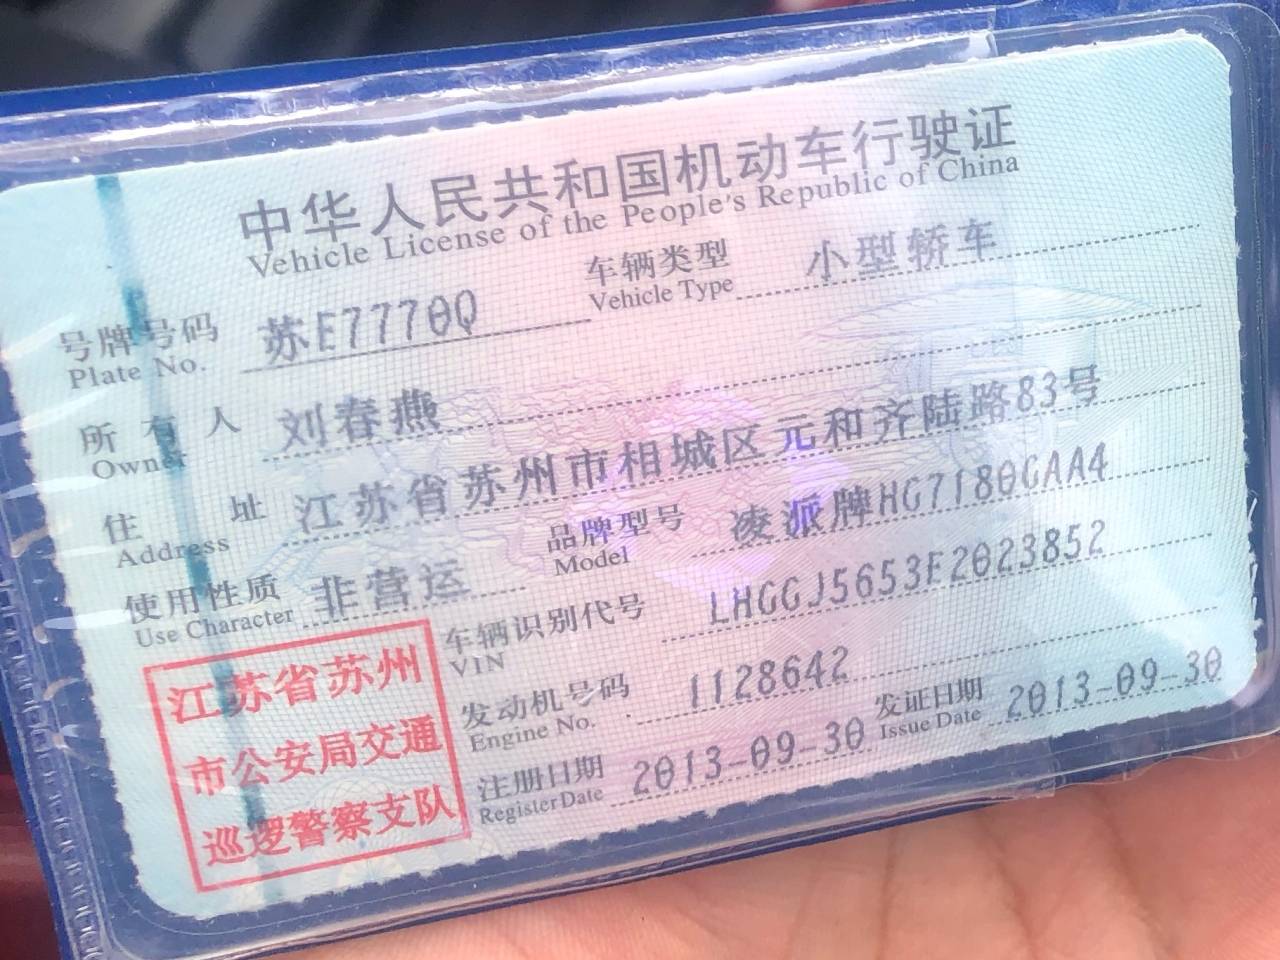 中华人民共和国机动车行驶证
Vehicle License of the People's Republic of China
号牌号码 苏E7770Q 车辆类型 小型轿车
Plate No. Vehicle Type
所有人 刘春燕
Owner
住址 江苏省苏州市相城区元和齐陆路83号
Address
使用性质 非营运 品牌型号 凌派牌HG7180GAA4
Use Character Model
车辆识别代号 LHGGJ5653E2023852
VIN
发动机号码 1128642 发证日期 2013-09-30
Engine No. Issue Date
注册日期 2013-09-30
Register Date
江苏省苏州
市公安局交通
巡逻警察支队